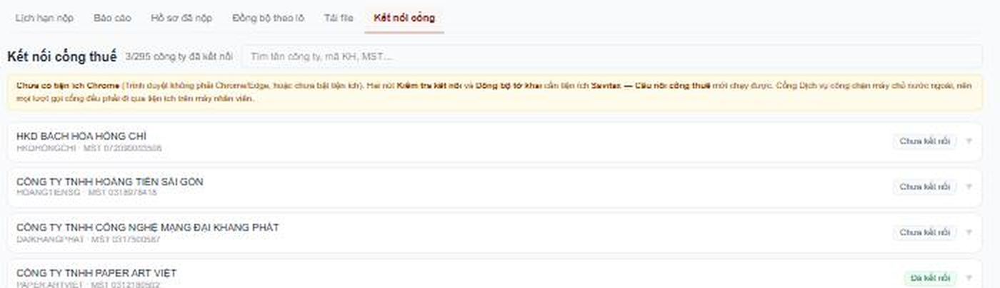 Lịch hạn nộp Báo cáo Hồ sơ đã nộp Đồng bộ theo lô Tải file Kết nối cổng
Kết nối cổng thuế 3/295 công ty đã kết nối Tìm tên công ty, mã KH, MST...
Chưa có tiện ích Chrome (Trình duyệt không phải Chrome/Edge, hoặc chưa bật tiện ích). Hai nút Kiểm tra kết nối và Đồng bộ tờ khai cần tiện ích Savitax — Cầu nối cổng thuế mới chạy được. Cổng Dịch vụ công chặn máy chủ nước ngoài, nên
mọi lượt gọi cổng đều phải đi qua tiện ích trên máy nhân viên.
HKD BÁCH HÓA HỒNG CHÍ Chưa kết nối
HKDHONGCHI · MST
CÔNG TY TNHH HOÀNG TIẾN SÀI GÒN Chưa kết nối
HOANGTIENSG · MST 0318978418
CÔNG TY TNHH CÔNG NGHỆ MẠNG ĐẠI KHANG PHÁT Chưa kết nối
DAIKHANGPHAT · MST 0317500587
CÔNG TY TNHH PAPER ART VIỆT Đã kết nối
PAPERARTVIET · MST 0312180502